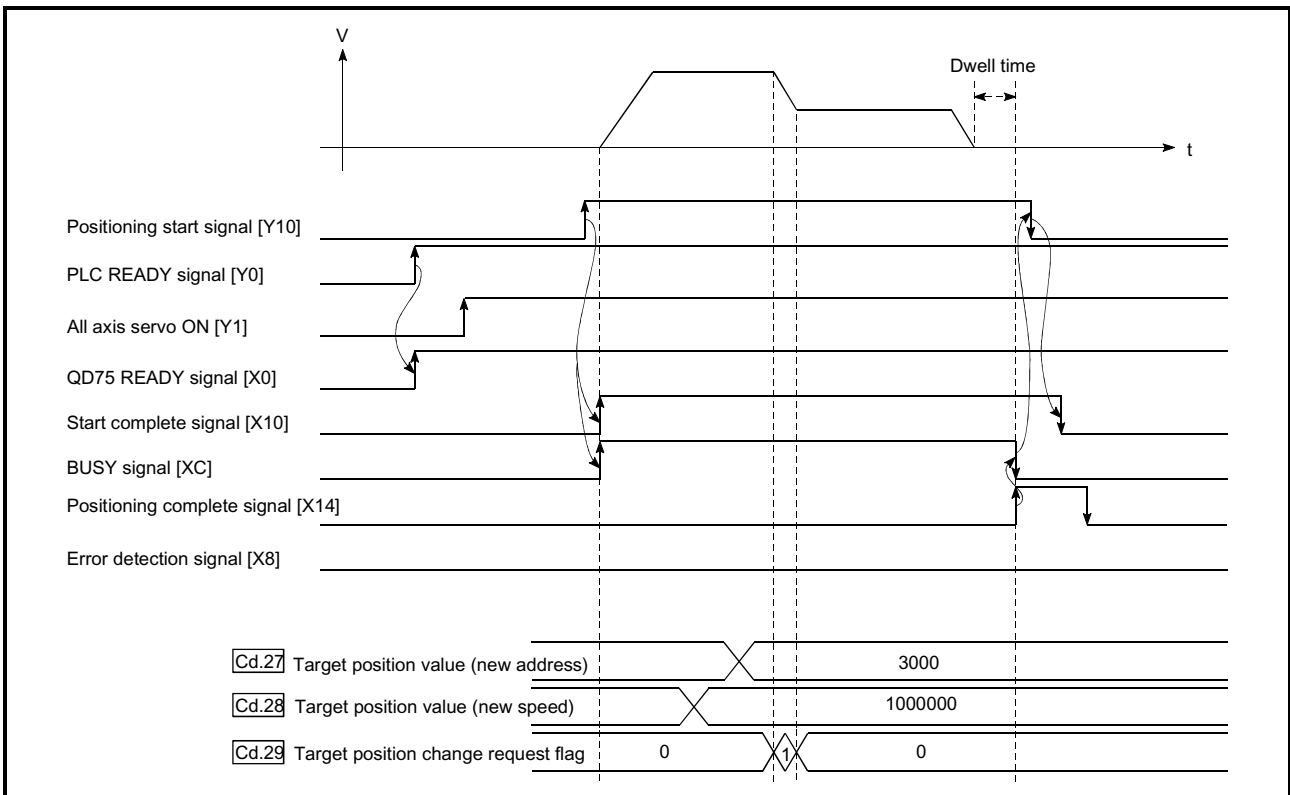 V
Dwell time
t
Positioning start signal [Y10]
PLC READY signal [Y0]
All axis servo ON [Y1]
QD75 READY signal [X0]
Start complete signal [X10]
BUSY signal [XC]
Positioning complete signal [X14]
Error detection signal [X8]
Cd.27 Target position value (new address) 3000
Cd.28 Target position value (new speed) 1000000
Cd.29 Target position change request flag 0 1 0